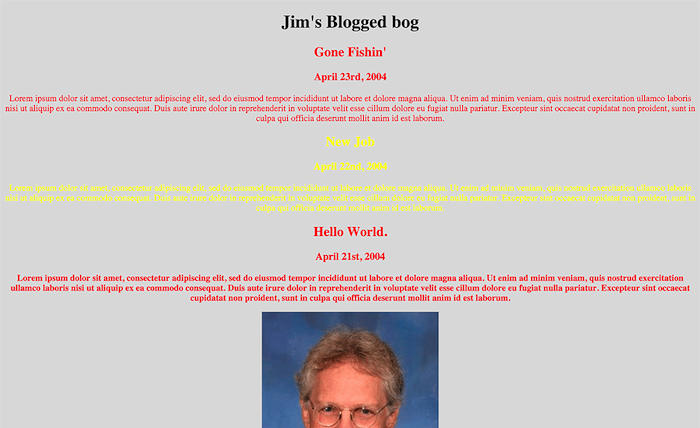 Jim's Blogged bog
Gone Fishin'
April 23rd, 2004
Lorem ipsum dolor sit amet, consectetur adipiscing elit, sed do eiusmod tempor incididunt ut labore et dolore magna aliqua. Ut enim ad minim veniam, quis nostrud exercitation ullamco laboris
nisi ut aliquip ex ea commodo consequat. Duis aute irure dolor in reprehenderit in voluptate velit esse cillum dolore eu fugiat nulla pariatur. Excepteur sint occaecat cupidatat non proident, sunt in
culpa qui officia deserunt mollit anim id est laborum.
New Job
April 22nd, 2004
Lorem ipsum dolor sit amet, consectetur adipiscing elit, sed do eiusmod tempor incididunt ut labore et dolore magna aliqua. Ut enim ad minim veniam, quis nostrud exercitation ullamco laboris
nisi ut aliquip ex ea commodo consequat. Duis aute irure dolor in reprehenderit in voluptate velit esse cillum dolore eu fugiat nulla pariatur. Excepteur sint occaecat cupidatat non proident, sunt in
culpa qui officia deserunt mollit anim id est laborum.
Hello World.
April 21st, 2004
Lorem ipsum dolor sit amet, consectetur adipiscing elit, sed do eiusmod tempor incididunt ut labore et dolore magna aliqua. Ut enim ad minim veniam, quis nostrud exercitation
ullamco laboris nisi ut aliquip ex ea commodo consequat. Duis aute irure dolor in reprehenderit in voluptate velit esse cillum dolore eu fugiat nulla pariatur. Excepteur sint occaecat
cupidatat non proident, sunt in culpa qui officia deserunt mollit anim id est laborum.